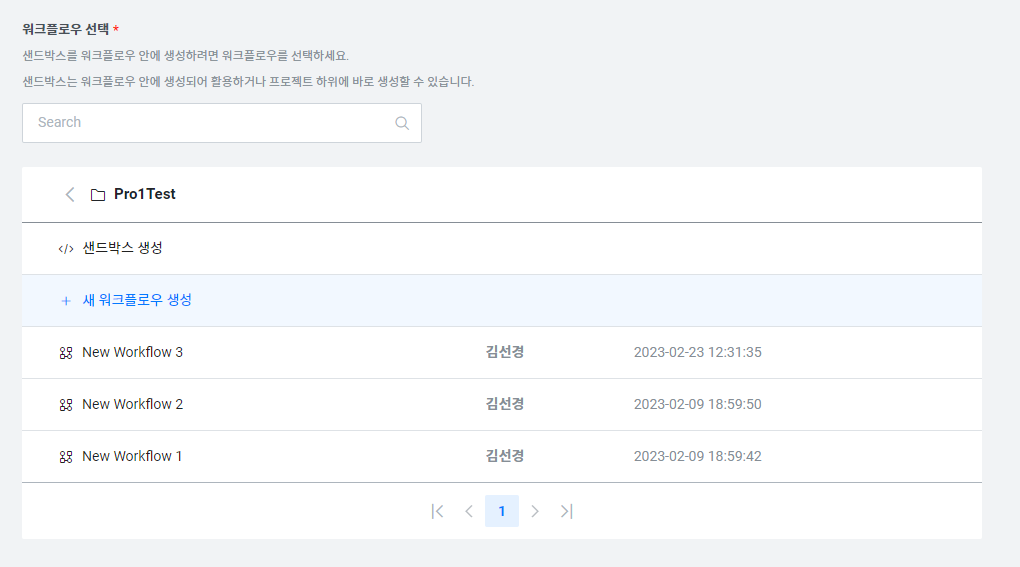 워크플로우 선택 *
샌드박스를 워크플로우 안에 생성하려면 워크플로우를 선택하세요.
샌드박스는 워크플로우 안에 생성되어 활용하거나 프로젝트 하위에 바로 생성할 수 있습니다.
Search
Pro1Test
</> 샌드박스 생성
+ 새 워크플로우 생성
New Workflow 3 김선경 2023-02-23 12:31:35
New Workflow 2 김선경 2023-02-09 18:59:50
New Workflow 1 김선경 2023-02-09 18:59:42
1